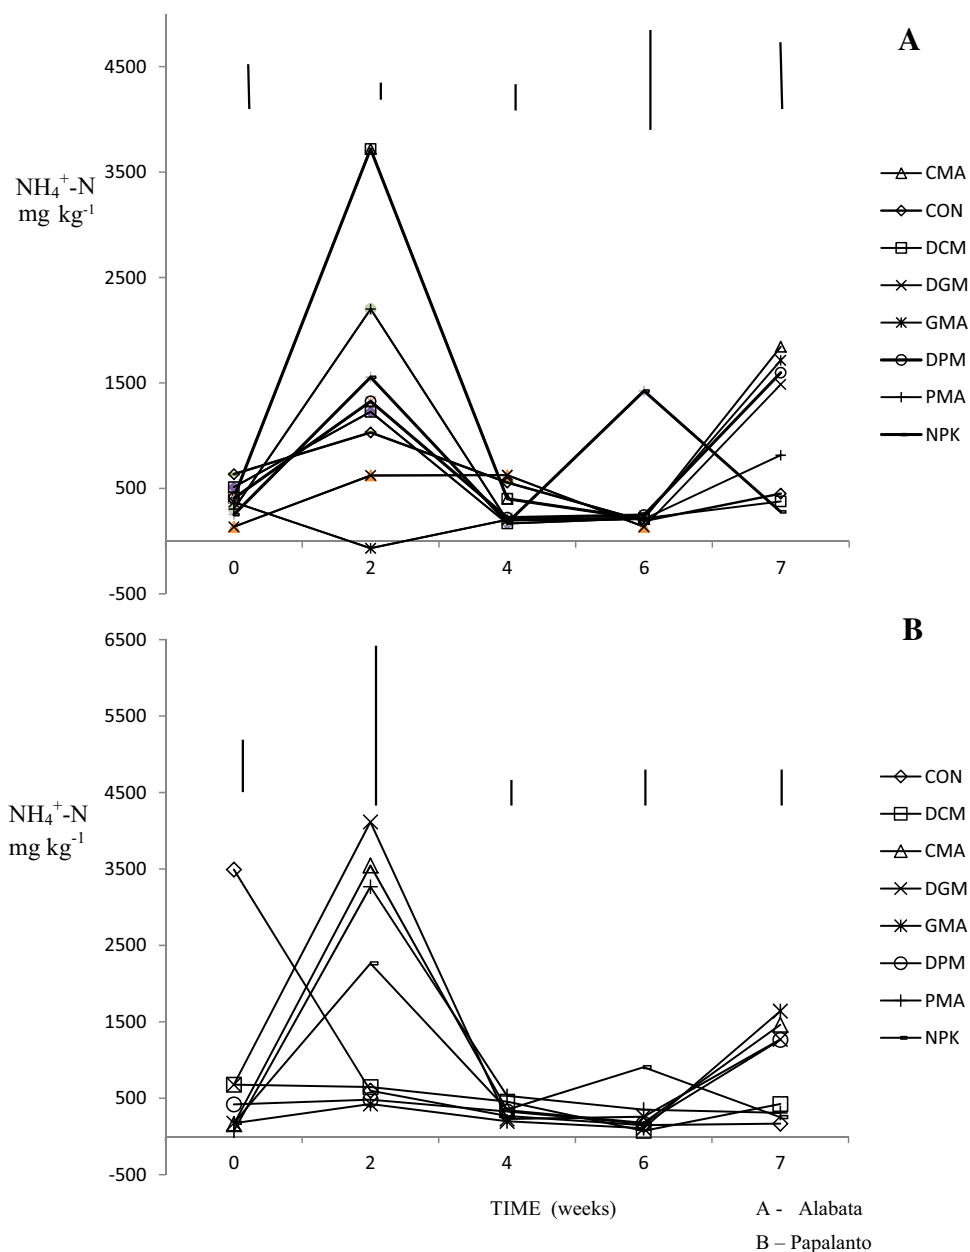 A
4500
3500
NH₄⁺-N
mg kg⁻¹
2500
1500
500
-500
0 2 4 6 7
CMA
CON
DCM
DGM
GMA
DPM
PMA
NPK
B
6500
5500
4500
NH₄⁺-N
mg kg⁻¹
3500
2500
1500
500
-500
0 2 4 6 7
CON
DCM
CMA
DGM
GMA
DPM
PMA
NPK
TIME (weeks)
A - Alabata
B – Papalanto